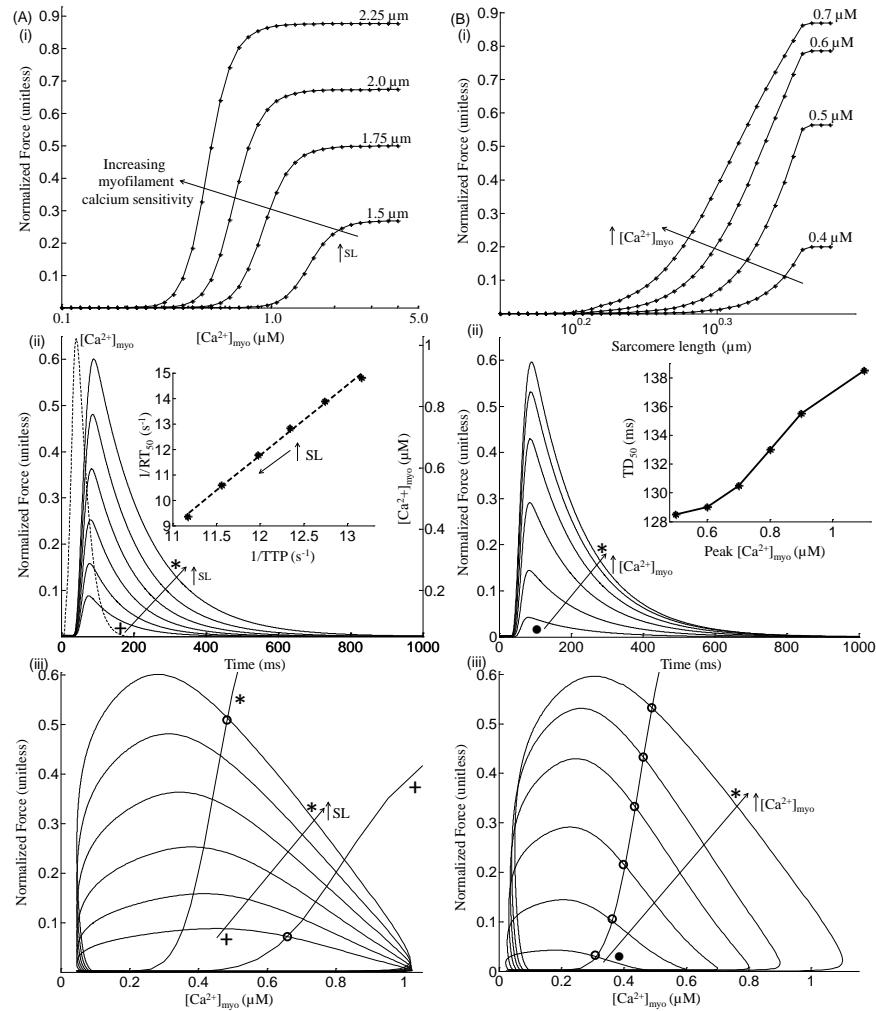 (A)
(i)
Normalized Force (unitless)
0.9
0.8
0.7
0.6
0.5
0.4
0.3
0.2
0.1
2.25 µm
2.0 µm
1.75 µm
1.5 µm
Increasing
myofilament
calcium sensitivity
↑SL
0.1
1.0
5.0
[Ca2+]myo (µM)
(B)
(i)
Normalized Force (unitless)
0.9
0.8
0.7
0.6
0.5
0.4
0.3
0.2
0.1
0.7 µM
0.6 µM
0.5 µM
0.4 µM
↑ [Ca2+]myo
10^0.2
10^0.3
Sarcomere length (µm)
(ii)
[Ca2+]myo
Normalized Force (unitless)
0.6
0.5
0.4
0.3
0.2
0.1
0
200
400
600
800
1000
Time (ms)
1
0.8
0.6
0.4
0.2
[Ca2+]myo (µM)
1/RT50 (s-1)
15
14
13
12
11
10
9
11
11.5
12
12.5
13
1/TTP (s-1)
↑ SL
*
↑SL
+
(ii)
Normalized Force (unitless)
0.6
0.5
0.4
0.3
0.2
0.1
0
0
200
400
600
800
1000
Time (ms)
TD50 (ms)
138
136
134
132
130
128
0.6
0.8
1
Peak [Ca2+]myo (µM)
*
↑[Ca2+]myo
(iii)
Normalized Force (unitless)
0.6
0.5
0.4
0.3
0.2
0.1
0
0.2
0.4
0.6
0.8
1
[Ca2+]myo (µM)
*
+
*
↑SL
+
(iii)
Normalized Force (unitless)
0.6
0.5
0.4
0.3
0.2
0.1
0
0
0.2
0.4
0.6
0.8
1
[Ca2+]myo (µM)
*
↑[Ca2+]myo